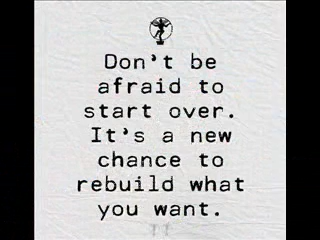 Don't be
afraid to
start over.
It's a new
chance to
rebuild what
you want.